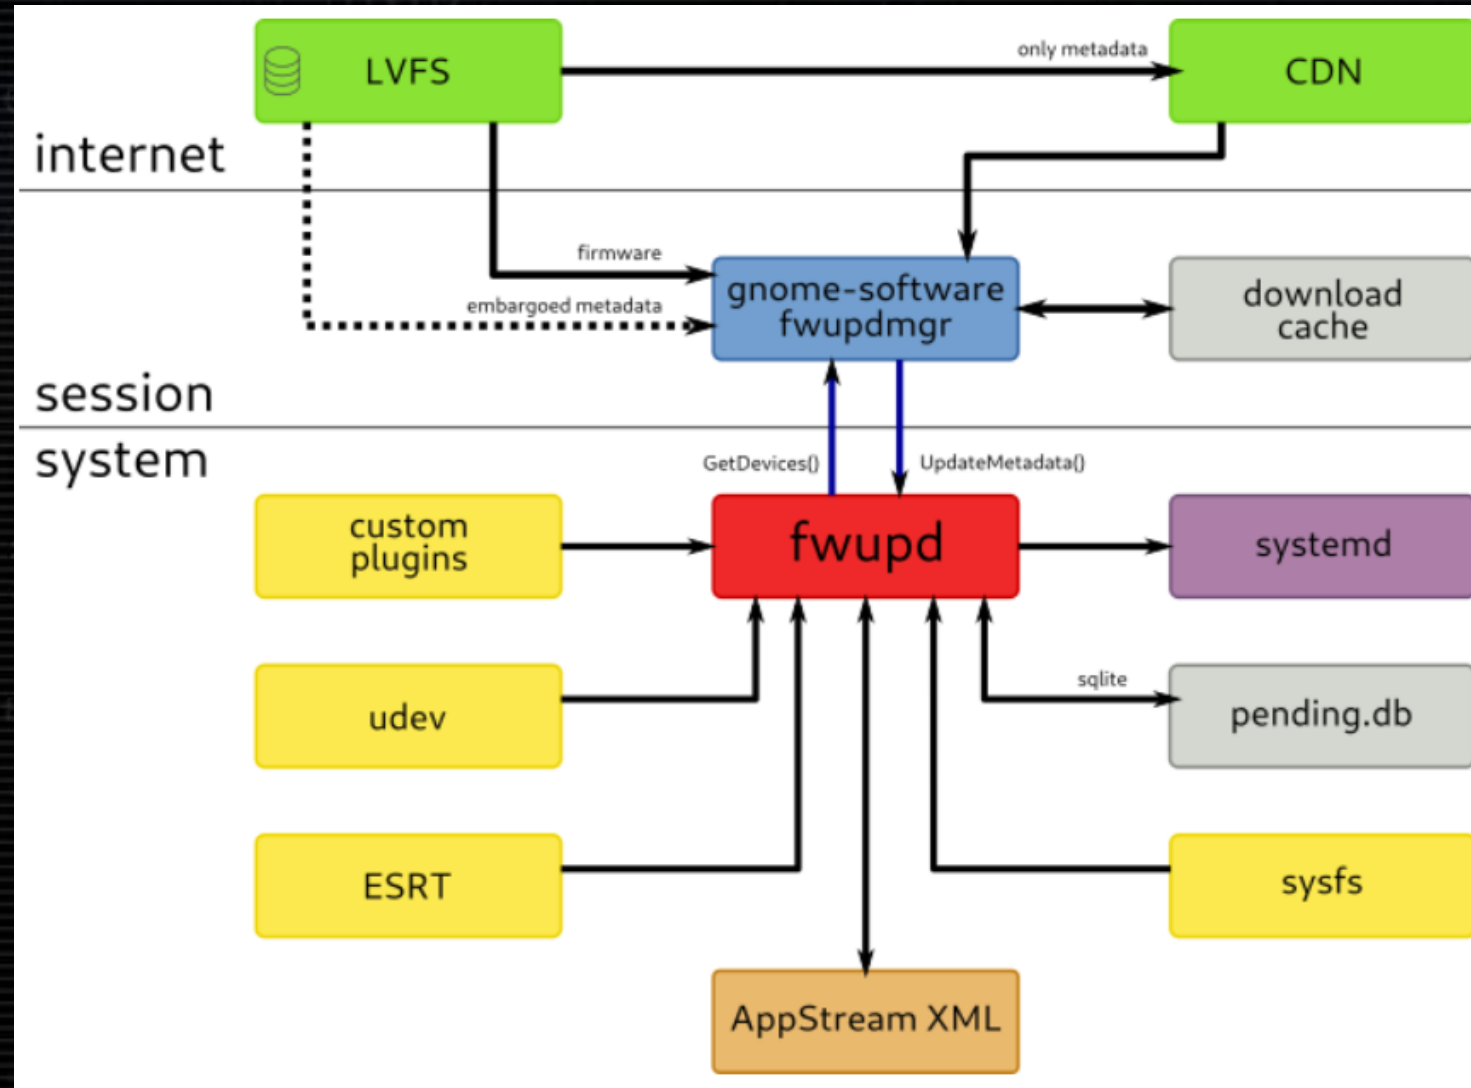 LVFS
only metadata
CDN
internet
firmware
embargoed metadata
gnome-software
fwupdmgr
download
cache
session
system
GetDevices()
UpdateMetadata()
custom
plugins
fwupd
systemd
udev
sqlite
pending.db
ESRT
sysfs
AppStream XML